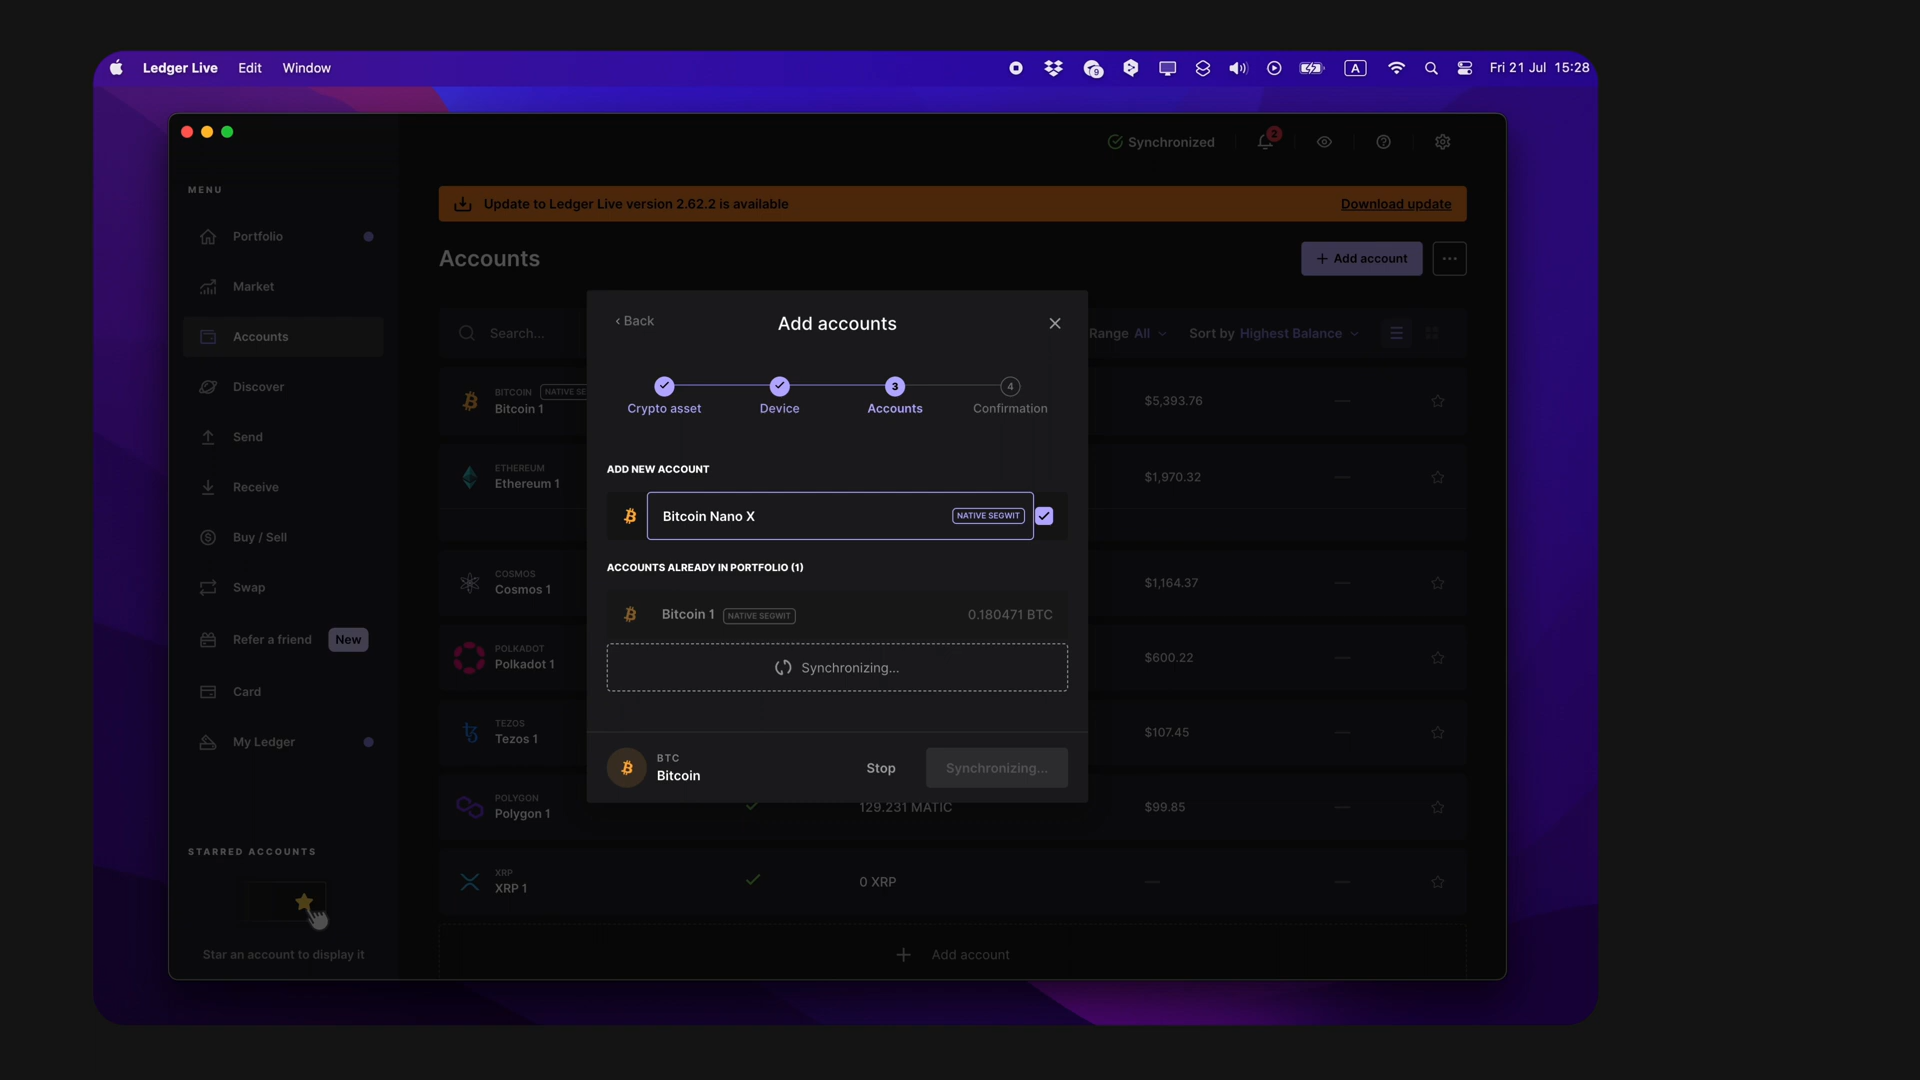 Ledger Live Edit Window
9 A Fri 21 Jul 15:28
Synchronized 2
MENU
Update to Ledger Live version 2.62.2 is available Download update
Portfolio
Accounts + Add account ...
Market
Accounts
Discover
Send
Receive
Buy / Sell
Swap
Refer a friend New
Card
My Ledger
STARRED ACCOUNTS
Star an account to display it
Search... Range All Sort by Highest Balance
BITCOIN NATIVE SE
Bitcoin 1 $5,393.76 —
ETHEREUM
Ethereum 1 $1,970.32 —
COSMOS
Cosmos 1 $1,164.37 —
POLKADOT
Polkadot 1 $600.22 —
TEZOS
Tezos 1 $107.45 —
POLYGON
Polygon 1 129.231 MATIC $99.85 —
XRP
XRP 1 0 XRP — —
+ Add account
‹ Back Add accounts
3 4
Crypto asset Device Accounts Confirmation
ADD NEW ACCOUNT
Bitcoin Nano X NATIVE SEGWIT
ACCOUNTS ALREADY IN PORTFOLIO (1)
Bitcoin 1 NATIVE SEGWIT 0.180471 BTC
Synchronizing...
BTC
Bitcoin Stop Synchronizing...